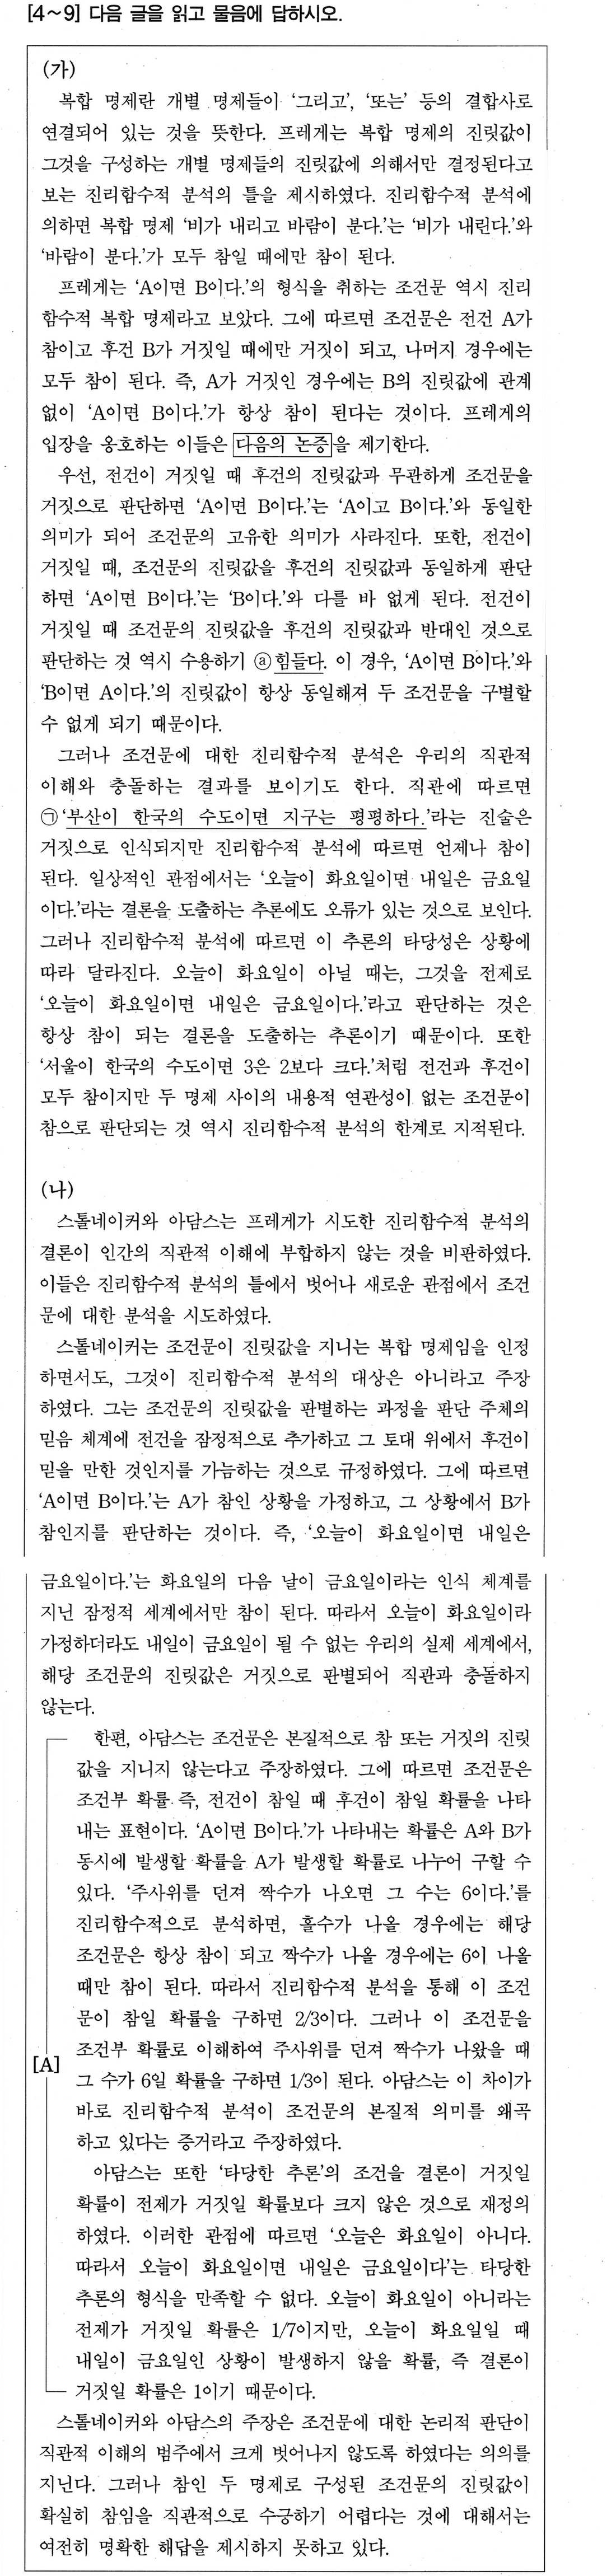 [4~9] 다음 글을 읽고 물음에 답하시오.
(가)
복합 명제란 개별 명제들이 '그리고', '또는' 등의 결합사로
연결되어 있는 것을 뜻한다. 프레게는 복합 명제의 진릿값이
그것을 구성하는 개별 명제들의 진릿값에 의해서만 결정된다고
보는 진리함수적 분석의 틀을 제시하였다. 진리함수적 분석에
의하면 복합 명제 '비가 내리고 바람이 분다.'는 '비가 내린다.'와
'바람이 분다.'가 모두 참일 때에만 참이 된다.
프레게는 'A이면 B이다.'의 형식을 취하는 조건문 역시 진리
함수적 복합 명제라고 보았다. 그에 따르면 조건문은 전건 A가
참이고 후건 B가 거짓일 때에만 거짓이 되고, 나머지 경우에는
모두 참이 된다. 즉, A가 거짓인 경우에는 B의 진릿값에 관계
없이 'A이면 B이다.'가 항상 참이 된다는 것이다. 프레게의
입장을 옹호하는 이들은 다음의 논증을 제기한다.
우선, 전건이 거짓일 때 후건의 진릿값과 무관하게 조건문을
거짓으로 판단하면 'A이면 B이다.'는 'A이고 B이다.'와 동일한
의미가 되어 조건문의 고유한 의미가 사라진다. 또한, 전건이
거짓일 때, 조건문의 진릿값을 후건의 진릿값과 동일하게 판단
하면 'A이면 B이다.'는 'B이다.'와 다를 바 없게 된다. 전건이
거짓일 때 조건문의 진릿값을 후건의 진릿값과 반대인 것으로
판단하는 것 역시 수용하기 ⓐ힘들다. 이 경우, 'A이면 B이다.'와
'B이면 A이다.'의 진릿값이 항상 동일해져 두 조건문을 구별할
수 없게 되기 때문이다.
그러나 조건문에 대한 진리함수적 분석은 우리의 직관적
이해와 충돌하는 결과를 보이기도 한다. 직관에 따르면
㉠'부산이 한국의 수도이면 지구는 평평하다.'라는 진술은
거짓으로 인식되지만 진리함수적 분석에 따르면 언제나 참이
된다. 일상적인 관점에서는 '오늘이 화요일이면 내일은 금요일
이다.'라는 결론을 도출하는 추론에도 오류가 있는 것으로 보인다.
그러나 진리함수적 분석에 따르면 이 추론의 타당성은 상황에
따라 달라진다. 오늘이 화요일이 아닐 때는, 그것을 전제로
'오늘이 화요일이면 내일은 금요일이다.'라고 판단하는 것은
항상 참이 되는 결론을 도출하는 추론이기 때문이다. 또한
'서울이 한국의 수도이면 3은 2보다 크다.'처럼 전건과 후건이
모두 참이지만 두 명제 사이의 내용적 연관성이 없는 조건문이
참으로 판단되는 것 역시 진리함수적 분석의 한계로 지적된다.
(나)
스톨네이커와 아담스는 프레게가 시도한 진리함수적 분석의
결론이 인간의 직관적 이해에 부합하지 않는 것을 비판하였다.
이들은 진리함수적 분석의 틀에서 벗어나 새로운 관점에서 조건
문에 대한 분석을 시도하였다.
스톨네이커는 조건문이 진릿값을 지니는 복합 명제임을 인정
하면서도, 그것이 진리함수적 분석의 대상은 아니라고 주장
하였다. 그는 조건문의 진릿값을 판별하는 과정을 판단 주체의
믿음 체계에 전건을 잠정적으로 추가하고 그 토대 위에서 후건이
믿을 만한 것인지를 가늠하는 것으로 규정하였다. 그에 따르면
'A이면 B이다.'는 A가 참인 상황을 가정하고, 그 상황에서 B가
참인지를 판단하는 것이다. 즉, '오늘이 화요일이면 내일은
금요일이다.'는 화요일의 다음 날이 금요일이라는 인식 체계를
지닌 잠정적 세계에서만 참이 된다. 따라서 오늘이 화요일이라
가정하더라도 내일이 금요일이 될 수 없는 우리의 실제 세계에서,
해당 조건문의 진릿값은 거짓으로 판별되어 직관과 충돌하지
않는다.
한편, 아담스는 조건문은 본질적으로 참 또는 거짓의 진릿
값을 지니지 않는다고 주장하였다. 그에 따르면 조건문은
조건부 확률 즉, 전건이 참일 때 후건이 참일 확률을 나타
내는 표현이다. 'A이면 B이다.'가 나타내는 확률은 A와 B가
동시에 발생할 확률을 A가 발생할 확률로 나누어 구할 수
있다. '주사위를 던져 짝수가 나오면 그 수는 6이다.'를
진리함수적으로 분석하면, 홀수가 나올 경우에는 해당
조건문은 항상 참이 되고 짝수가 나올 경우에는 6이 나올
때만 참이 된다. 따라서 진리함수적 분석을 통해 이 조건
문이 참일 확률을 구하면 2/3이다. 그러나 이 조건문을
조건부 확률로 이해하여 주사위를 던져 짝수가 나왔을 때
[A] 그 수가 6일 확률을 구하면 1/3이 된다. 아담스는 이 차이가
바로 진리함수적 분석이 조건문의 본질적 의미를 왜곡
하고 있다는 증거라고 주장하였다.
아담스는 또한 '타당한 추론'의 조건을 결론이 거짓일
확률이 전제가 거짓일 확률보다 크지 않은 것으로 재정의
하였다. 이러한 관점에 따르면 '오늘은 화요일이 아니다.
따라서 오늘이 화요일이면 내일은 금요일이다'는 타당한
추론의 형식을 만족할 수 없다. 오늘이 화요일이 아니라는
전제가 거짓일 확률은 1/7이지만, 오늘이 화요일일 때
내일이 금요일인 상황이 발생하지 않을 확률, 즉 결론이
거짓일 확률은 1이기 때문이다.
스톨네이커와 아담스의 주장은 조건문에 대한 논리적 판단이
직관적 이해의 범주에서 크게 벗어나지 않도록 하였다는 의의를
지닌다. 그러나 참인 두 명제로 구성된 조건문의 진릿값이
확실히 참임을 직관적으로 수긍하기 어렵다는 것에 대해서는
여전히 명확한 해답을 제시하지 못하고 있다.